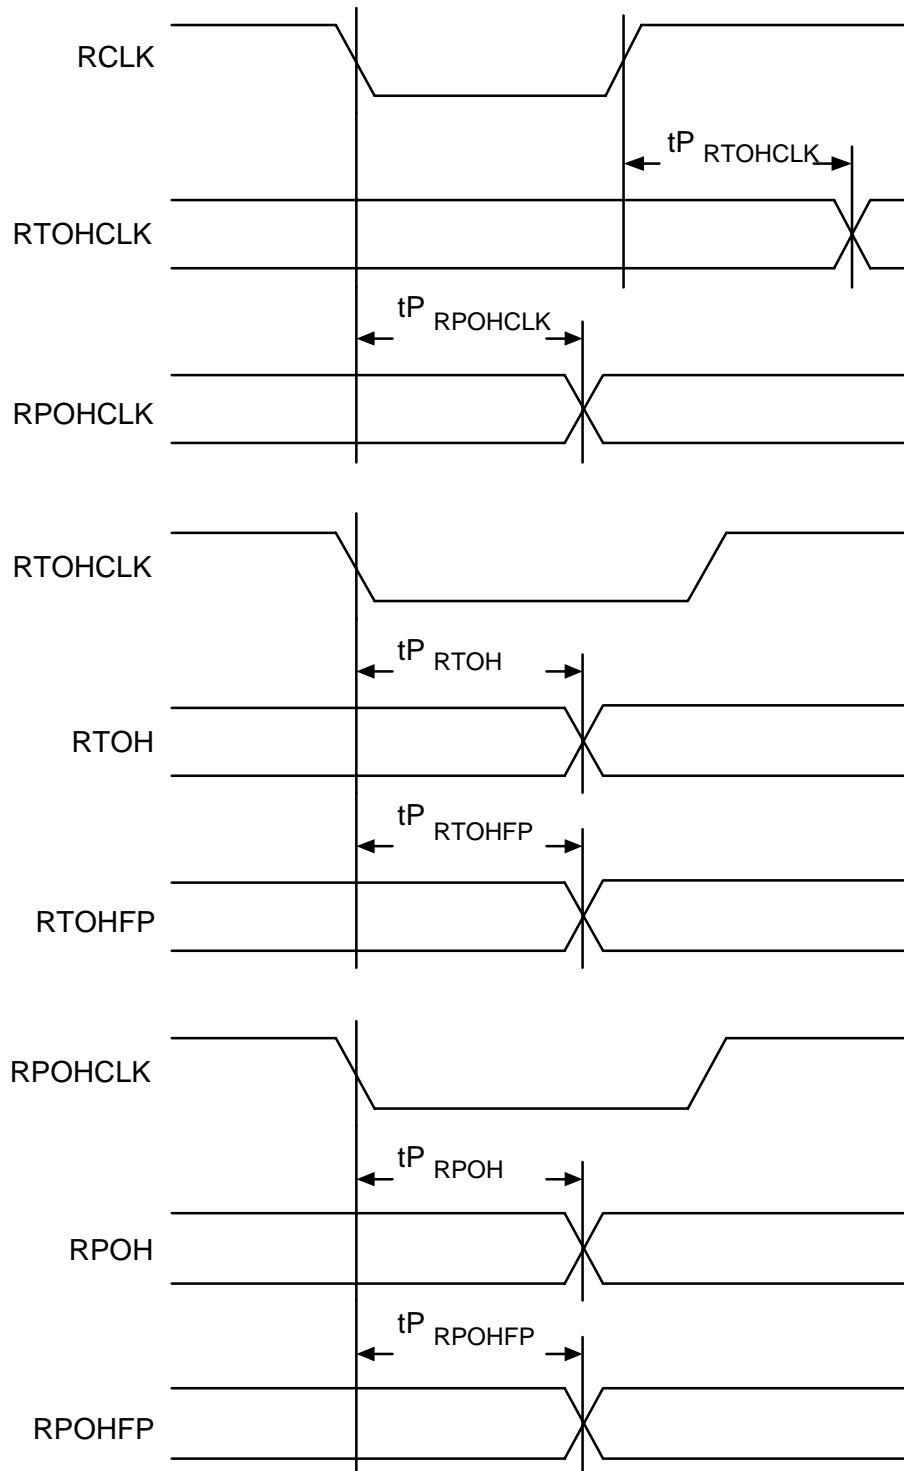 RCLK
tP RTOHCLK
RTOHCLK
tP RPOHCLK
RPOHCLK
RTOHCLK
tP RTOH
RTOH
tP RTOHFP
RTOHFP
RPOHCLK
tP RPOH
RPOH
tP RPOHFP
RPOHFP